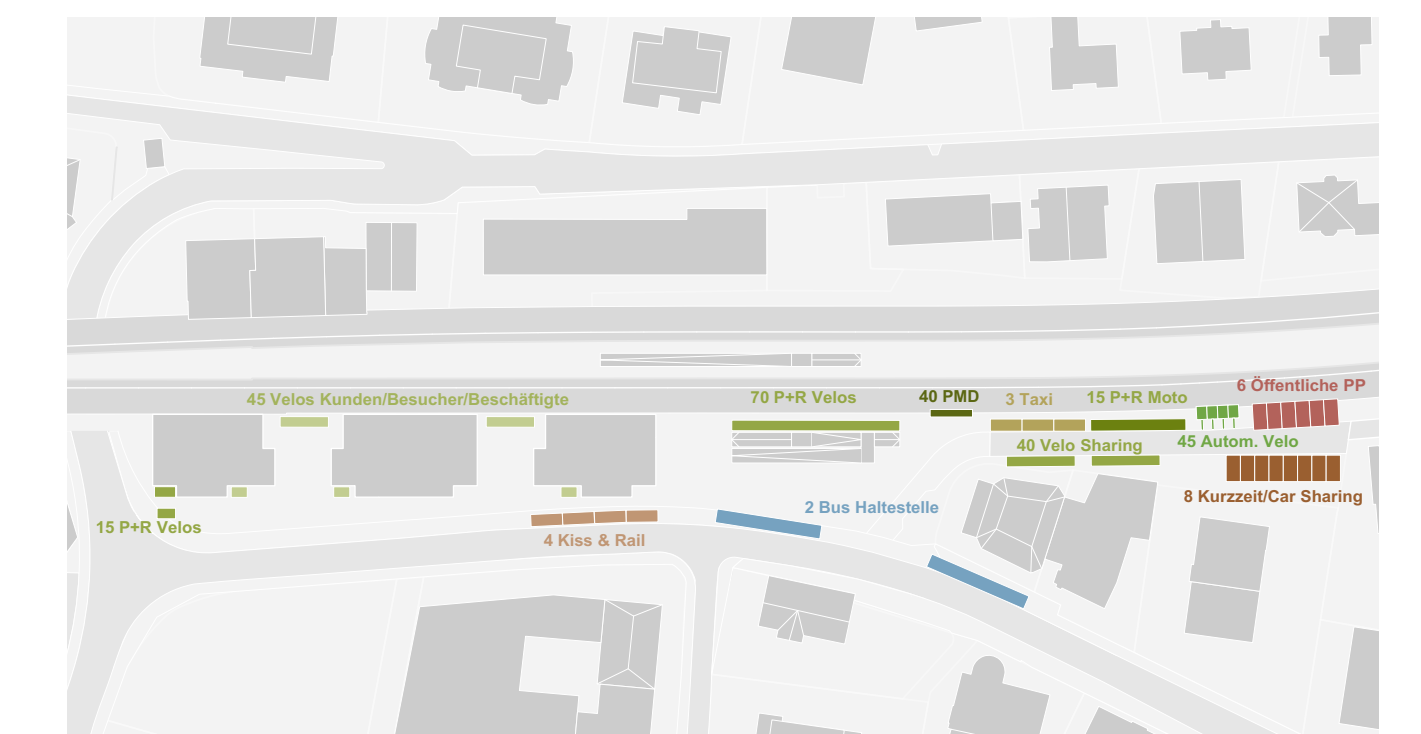 6 Öffentliche PP
45 Velos Kunden/Besucher/Beschäftigte
70 P+R Velos
40 PMD
3 Taxi
15 P+R Moto
40 Velo Sharing
45 Autom. Velo
8 Kurzzeit/Car Sharing
2 Bus Haltestelle
15 P+R Velos
4 Kiss & Rail